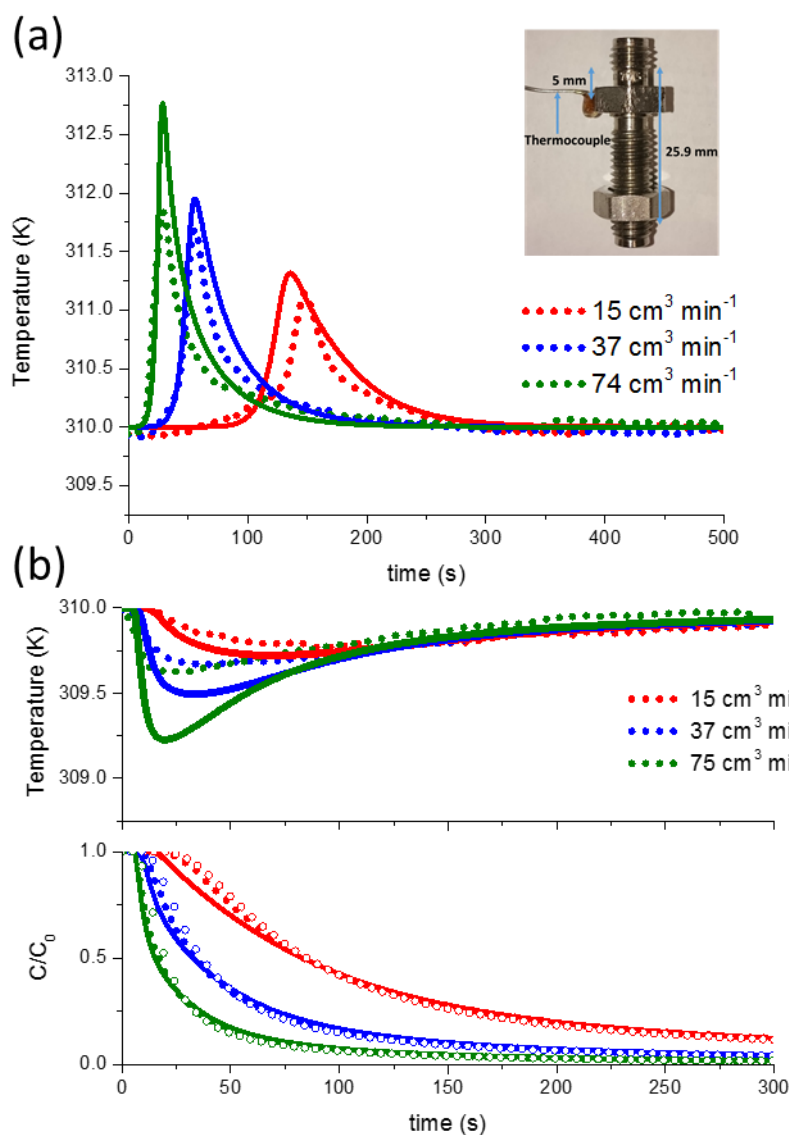 (a)
313.0
312.5
312.0
311.5
311.0
310.5
310.0
309.5
Temperature (K)
0 100 200 300 400 500
time (s)
5 mm
Thermocouple
25.9 mm
15 cm³ min⁻¹
37 cm³ min⁻¹
74 cm³ min⁻¹
(b)
310.0
309.5
309.0
Temperature (K)
15 cm³ mi
37 cm³ mi
75 cm³ mi
1.0
0.5
0.0
C/C₀
0 50 100 150 200 250 300
time (s)